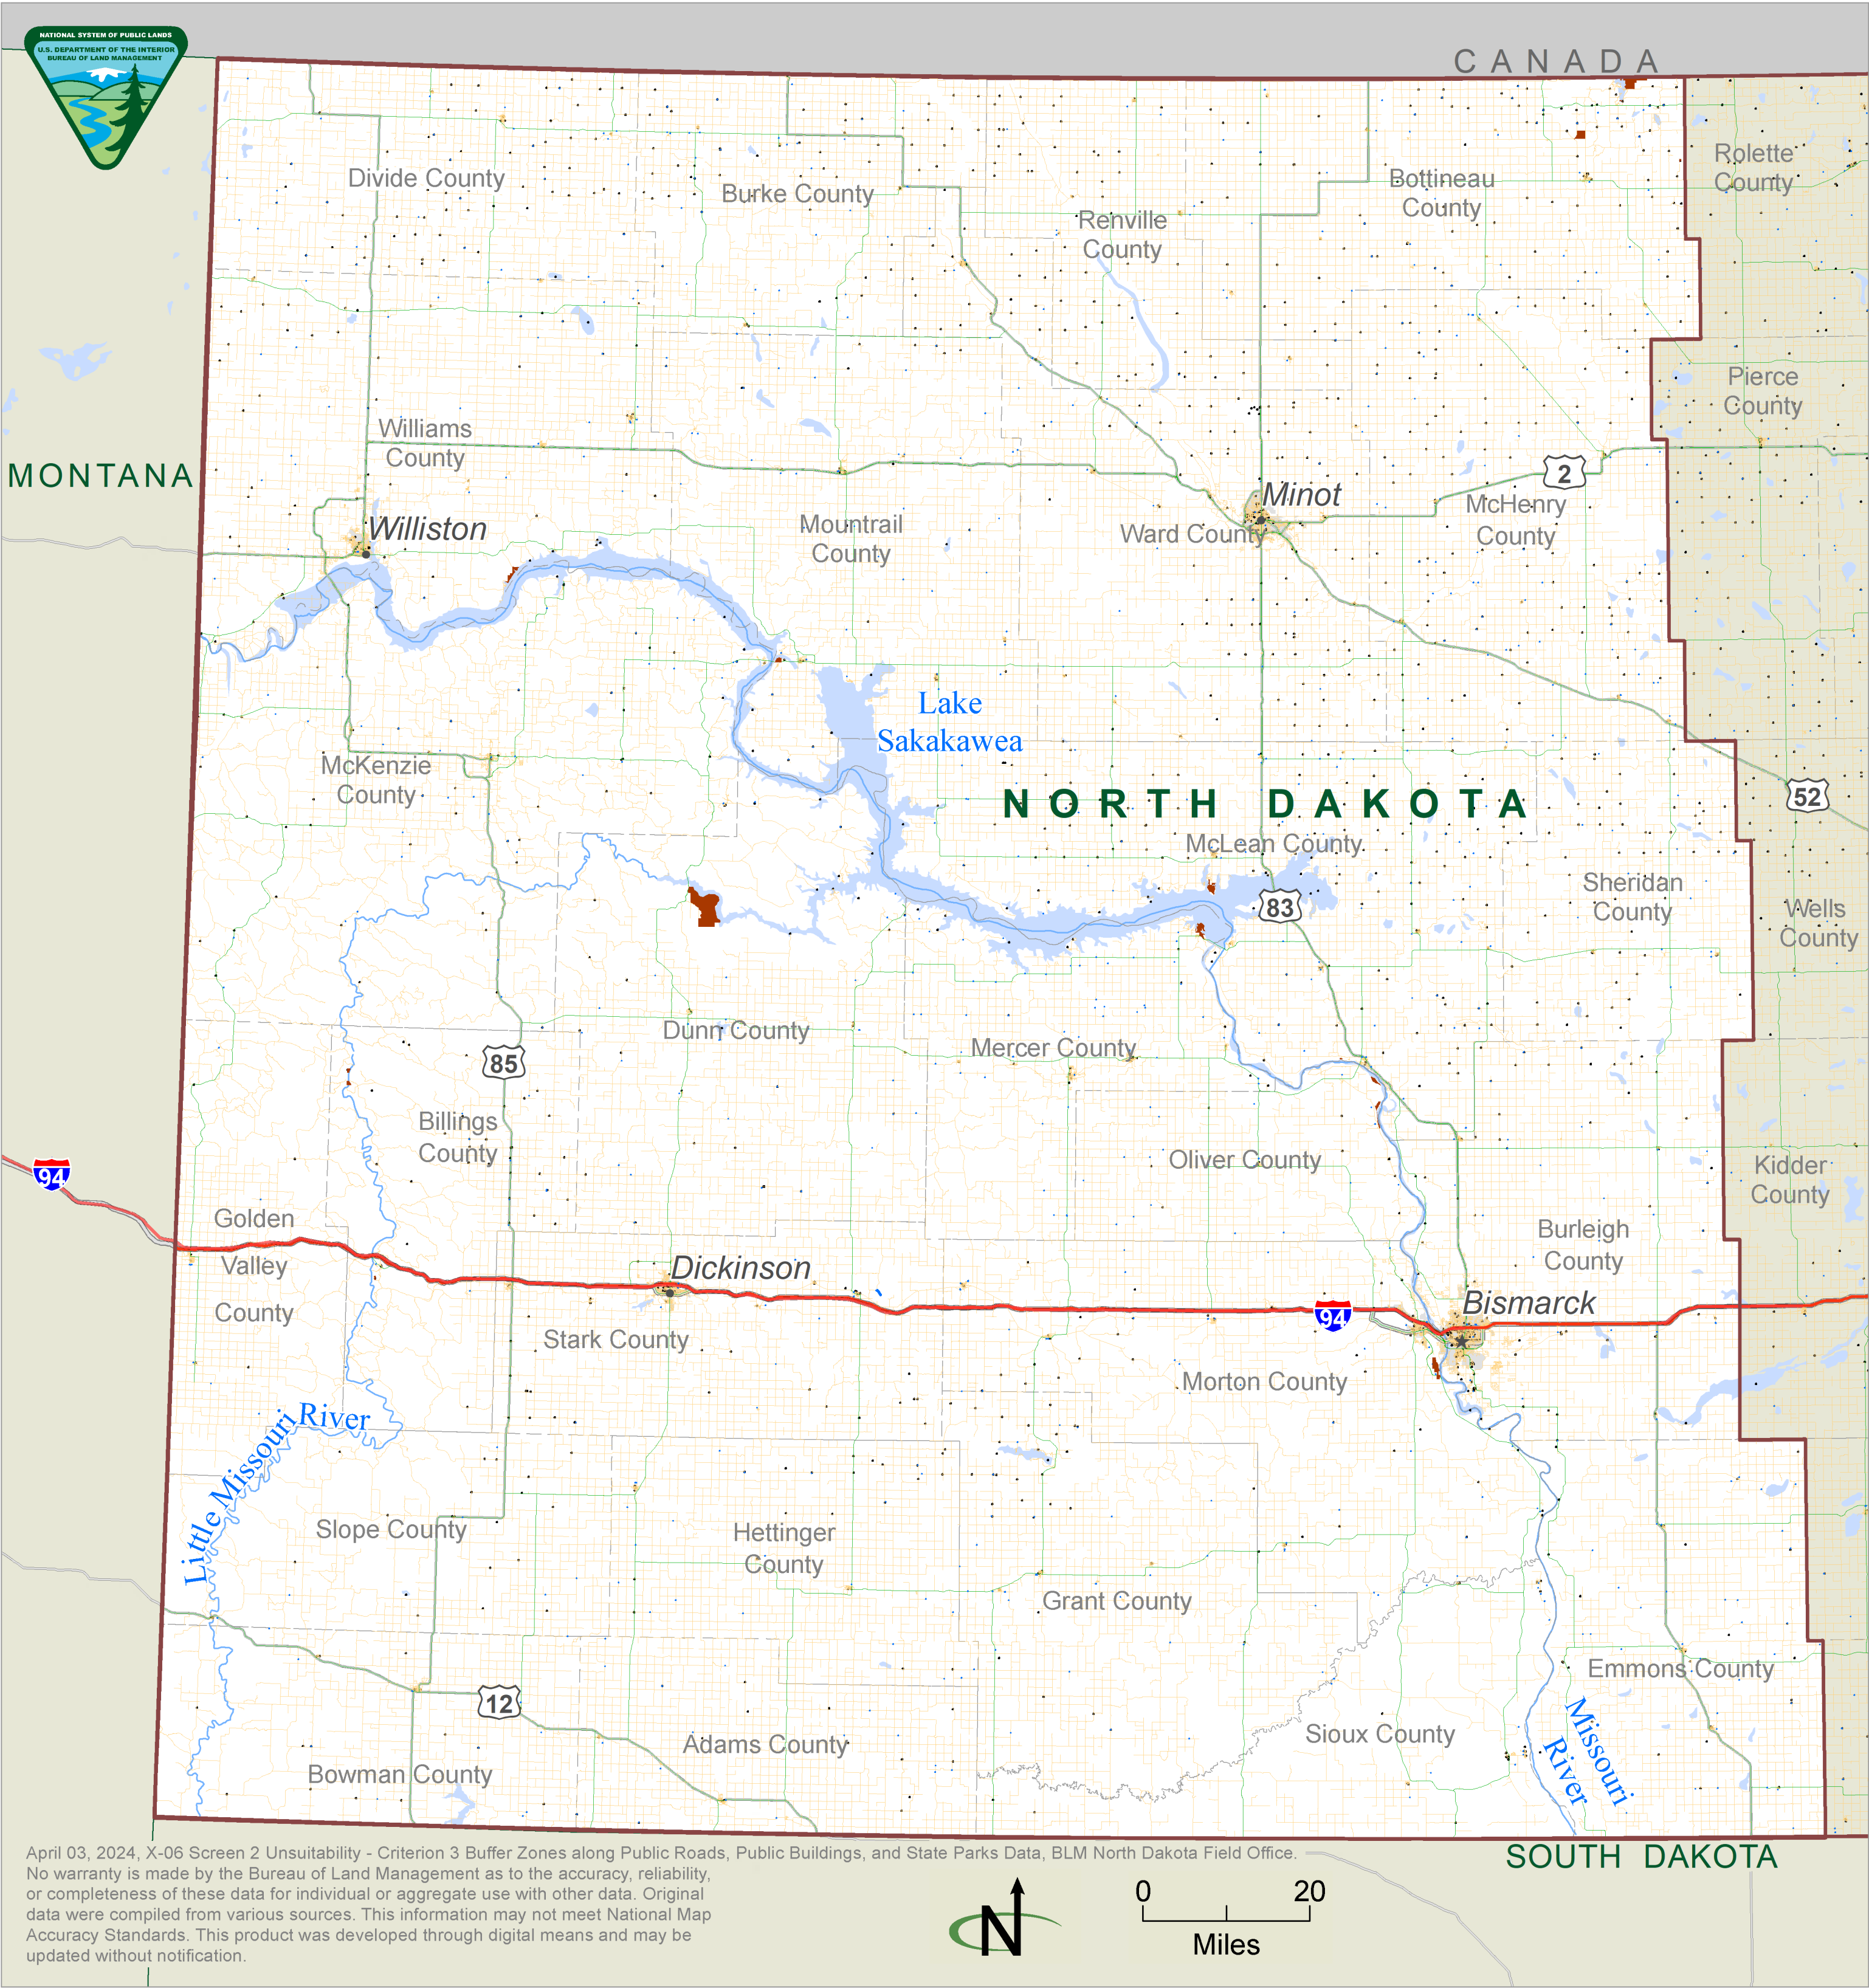 NATIONAL SYSTEM OF PUBLIC LANDS
U.S. DEPARTMENT OF THE INTERIOR
BUREAU OF LAND MANAGEMENT
CANADA
Divide County
Burke County
Renville
County
Bottineau
County
Rolette
County
Pierce
County
Williams
County
MONTANA
Williston
Mountrail
County
Minot
Ward County
2
McHenry
County
Lake
Sakakawea
McKenzie
County
NORTH DAKOTA
52
McLean County
83
Sheridan
County
Wells
County
Dunn County
Mercer County
85
Billings
County
Oliver County
94
Kidder
County
Golden
Valley
County
Burleigh
County
Dickinson
94
Bismarck
Stark County
Morton County
Little Missouri River
Slope County
Hettinger
County
Grant County
Emmons County
12
Adams County
Sioux County
Missouri
River
Bowman County
SOUTH DAKOTA
April 03, 2024, X-06 Screen 2 Unsuitability - Criterion 3 Buffer Zones along Public Roads, Public Buildings, and State Parks Data, BLM North Dakota Field Office.
No warranty is made by the Bureau of Land Management as to the accuracy, reliability,
or completeness of these data for individual or aggregate use with other data. Original
data were compiled from various sources. This information may not meet National Map
Accuracy Standards. This product was developed through digital means and may be
updated without notification.
N
0 20
Miles